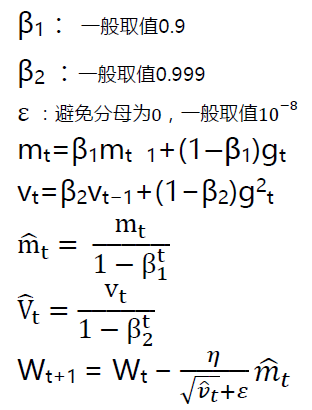 β₁ ： 一般取值0.9
β₂ ：一般取值0.999
ε ：避免分母为0，一般取值10⁻⁸
mₜ=β₁mₜ ₁+(1−β₁)gₜ
vₜ=β₂vₜ₋₁+(1−β₂)g²ₜ
m̂ₜ = mₜ / (1 − β₁ᵗ)
V̂ₜ = vₜ / (1 − β₂ᵗ)
Wₜ₊₁ = Wₜ − η / (√v̂ₜ+ε) m̂ₜ